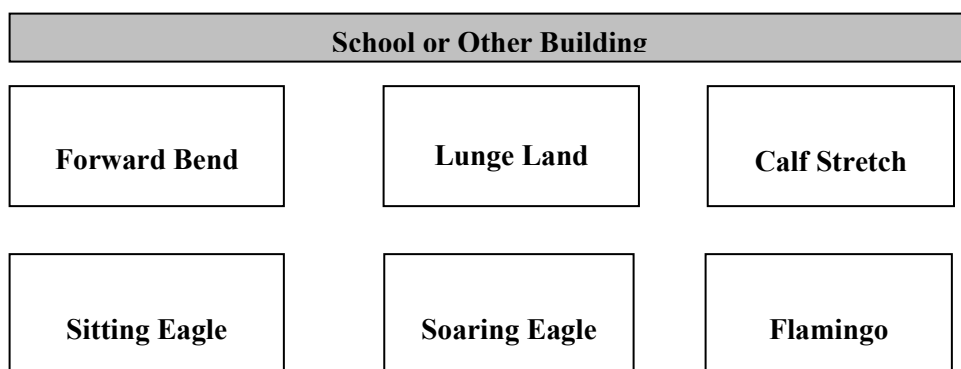 School or Other Building
Forward Bend
Lunge Land
Calf Stretch
Sitting Eagle
Soaring Eagle
Flamingo